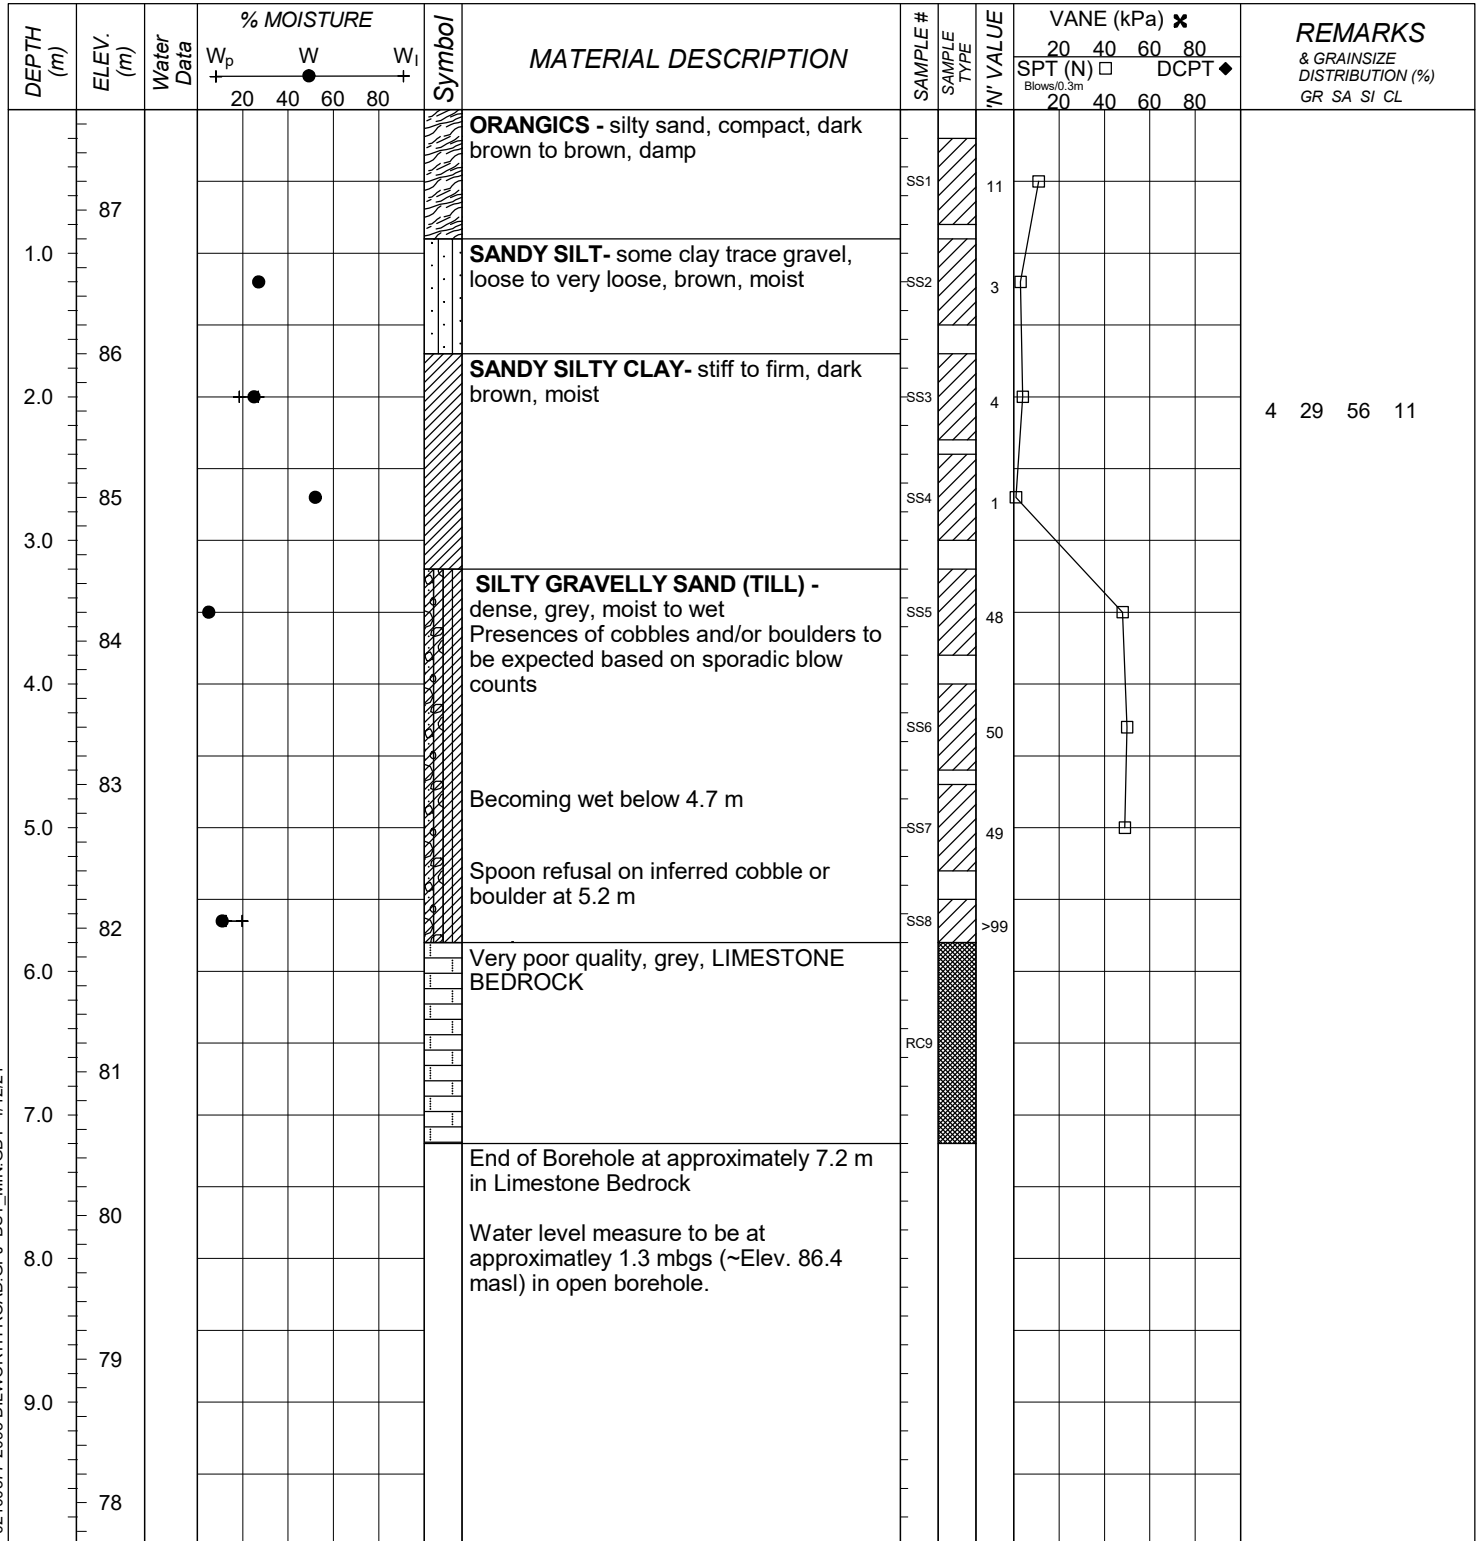 DEPTH (m)
ELEV. (m)
Water Data
% MOISTURE
Wp W Wl
20 40 60 80
Symbol
MATERIAL DESCRIPTION
SAMPLE #
SAMPLE TYPE
'N' VALUE
VANE (kPa)
20 40 60 80
SPT (N) DCPT
Blows/0.3m
20 40 60 80
REMARKS
& GRAINSIZE
DISTRIBUTION (%)
GR SA SI CL
ORANGICS - silty sand, compact, dark
brown to brown, damp
SS1 11
87
1.0
SANDY SILT- some clay trace gravel,
loose to very loose, brown, moist
SS2 3
86
SANDY SILTY CLAY- stiff to firm, dark
brown, moist
2.0
SS3 4
4 29 56 11
85
SS4 1
3.0
SILTY GRAVELLY SAND (TILL) -
dense, grey, moist to wet
SS5 48
Presences of cobbles and/or boulders to
84
be expected based on sporadic blow
counts
4.0
SS6 50
83
Becoming wet below 4.7 m
5.0
SS7 49
Spoon refusal on inferred cobble or
boulder at 5.2 m
82
SS8 >99
Very poor quality, grey, LIMESTONE
BEDROCK
6.0
RC9
81
7.0
End of Borehole at approximately 7.2 m
in Limestone Bedrock
80
Water level measure to be at
approximatley 1.3 mbgs (~Elev. 86.4
masl) in open borehole.
8.0
79
9.0
78